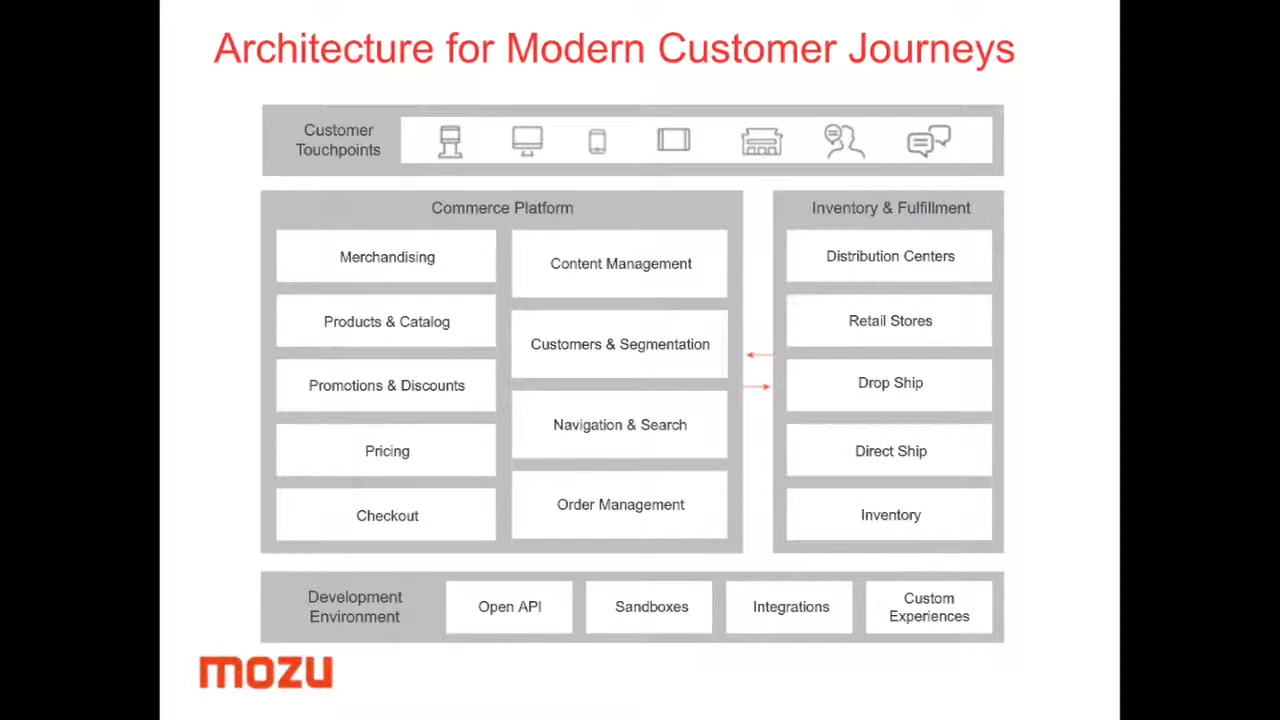 Architecture for Modern Customer Journeys
Customer
Touchpoints
Commerce Platform
Merchandising
Products & Catalog
Promotions & Discounts
Pricing
Checkout
Content Management
Customers & Segmentation
Navigation & Search
Order Management
Inventory & Fulfillment
Distribution Centers
Retail Stores
Drop Ship
Direct Ship
Inventory
Development
Environment
Open API
Sandboxes
Integrations
Custom
Experiences
mozu